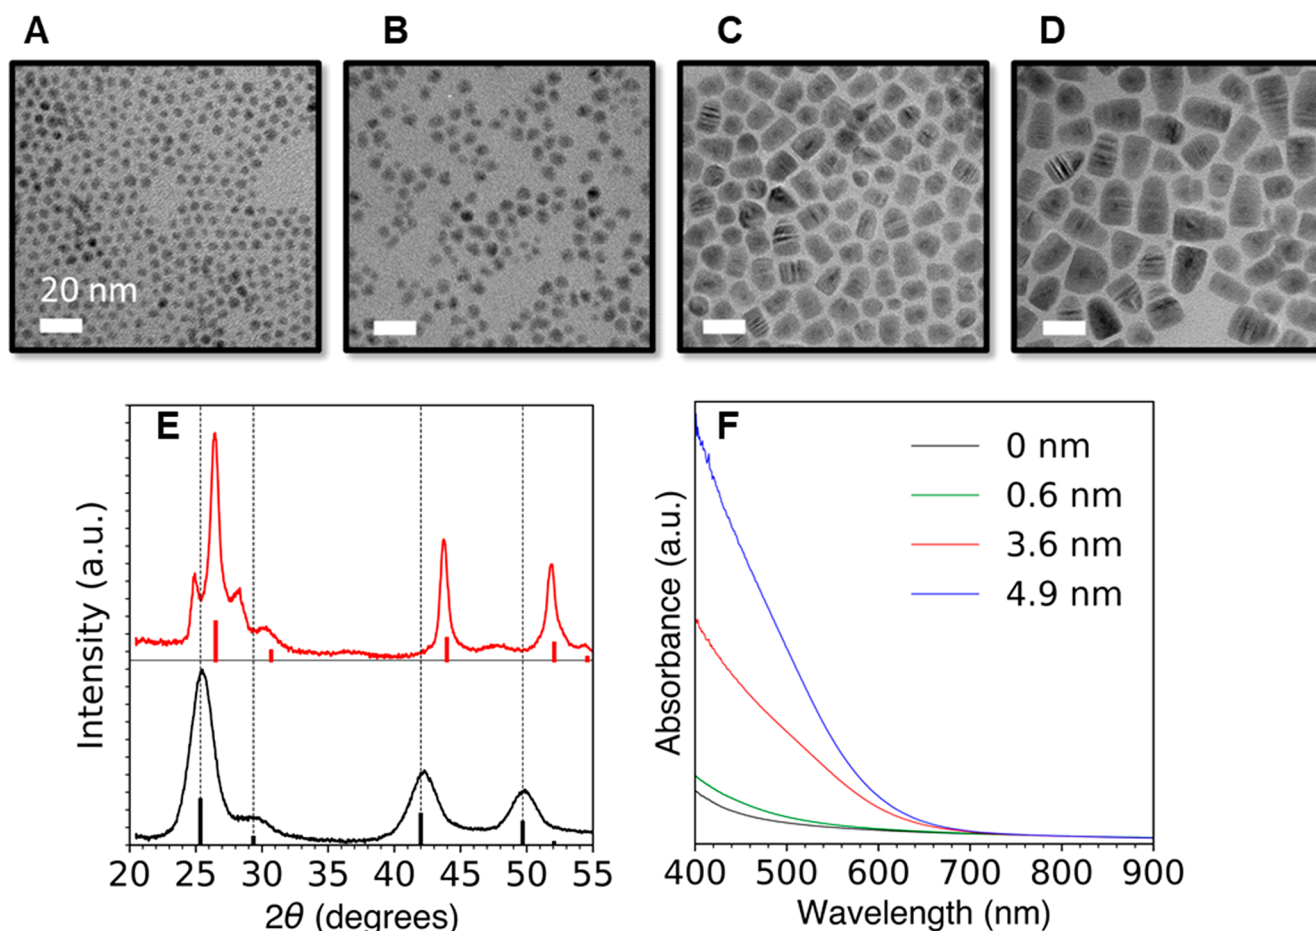 A B C D
20 nm
E
Intensity (a.u.)
20 25 30 35 40 45 50 55
2θ (degrees)
F
0 nm
0.6 nm
3.6 nm
4.9 nm
Absorbance (a.u.)
400 500 600 700 800 900
Wavelength (nm)